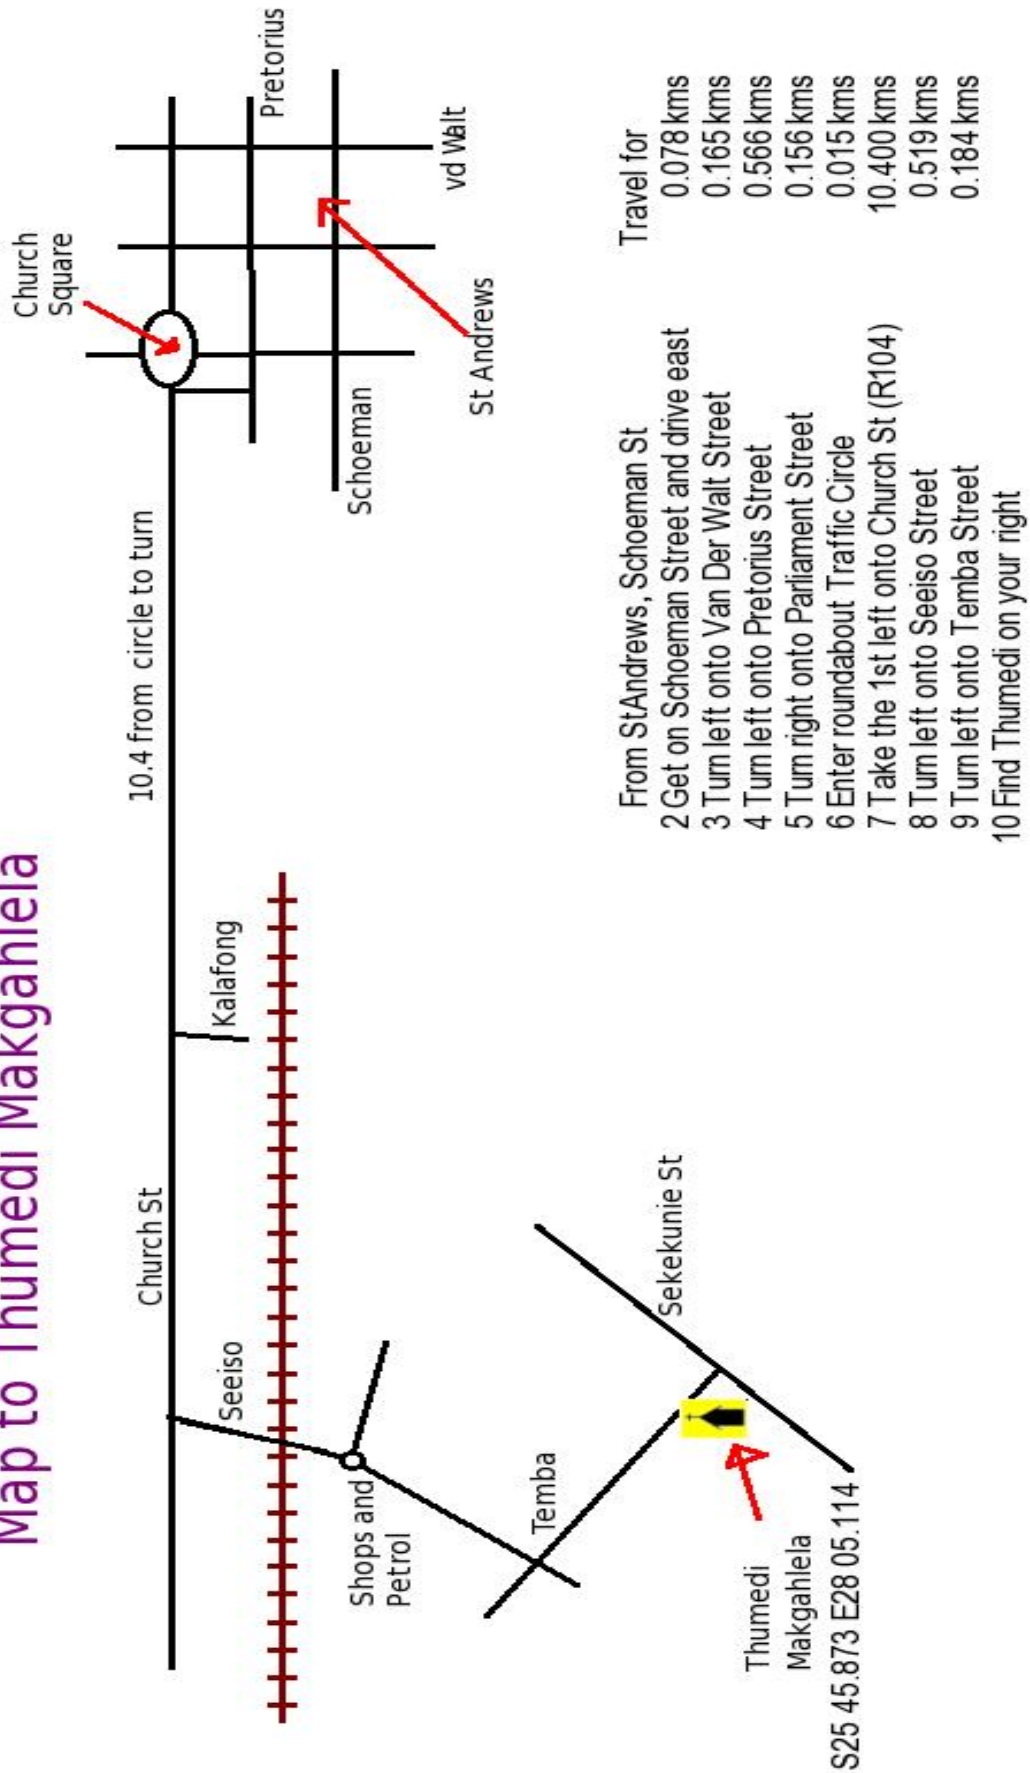 Map to Thumedi Makgahlela
Church
Square
10.4 from circle to turn
Church St
Pretorius
Kalafong
Seeiso
vd Walt
Schoeman
St Andrews
Shops and
Petrol
Temba
Sekekunie St
Thumedi
Makgahlela
S25 45.873 E28 05.114
Travel for
From StAndrews, Schoeman St
2 Get on Schoeman Street and drive east 0.078 kms
3 Turn left onto Van Der Walt Street 0.165 kms
4 Turn left onto Pretorius Street 0.566 kms
5 Turn right onto Parliament Street 0.156 kms
6 Enter roundabout Traffic Circle 0.015 kms
7 Take the 1st left onto Church St (R104) 10.400 kms
8 Turn left onto Seeiso Street 0.519 kms
9 Turn left onto Temba Street 0.184 kms
10 Find Thumedi on your right